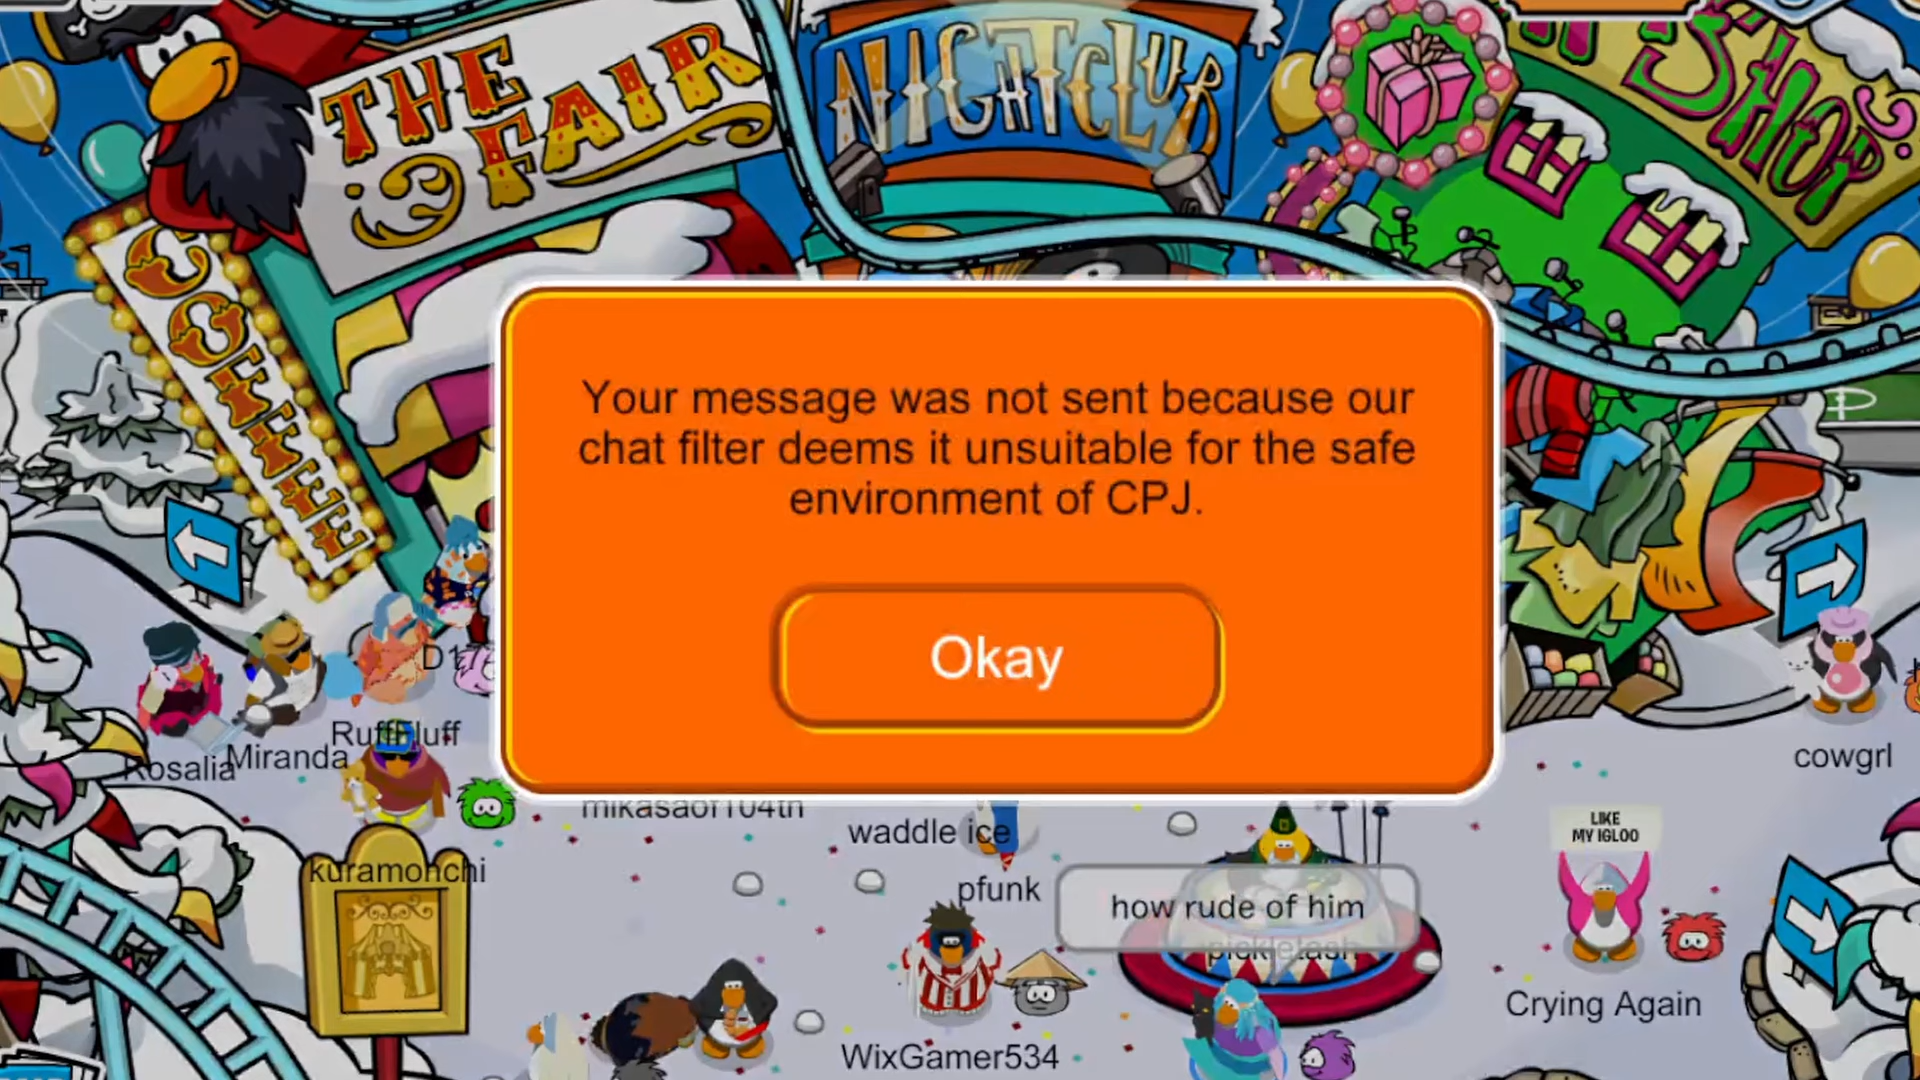 THE
FAIR
NIGHTCLUB
SHOP
COFFEE
Your message was not sent because our
chat filter deems it unsuitable for the safe
environment of CPJ.
Okay
RuffFluff
Rosalia
Miranda
cowgrl
mikasaof104th
waddle ice
LIKE
MY IGLOO
kuramonchi
pfunk
how rude of him
Crying Again
WixGamer534